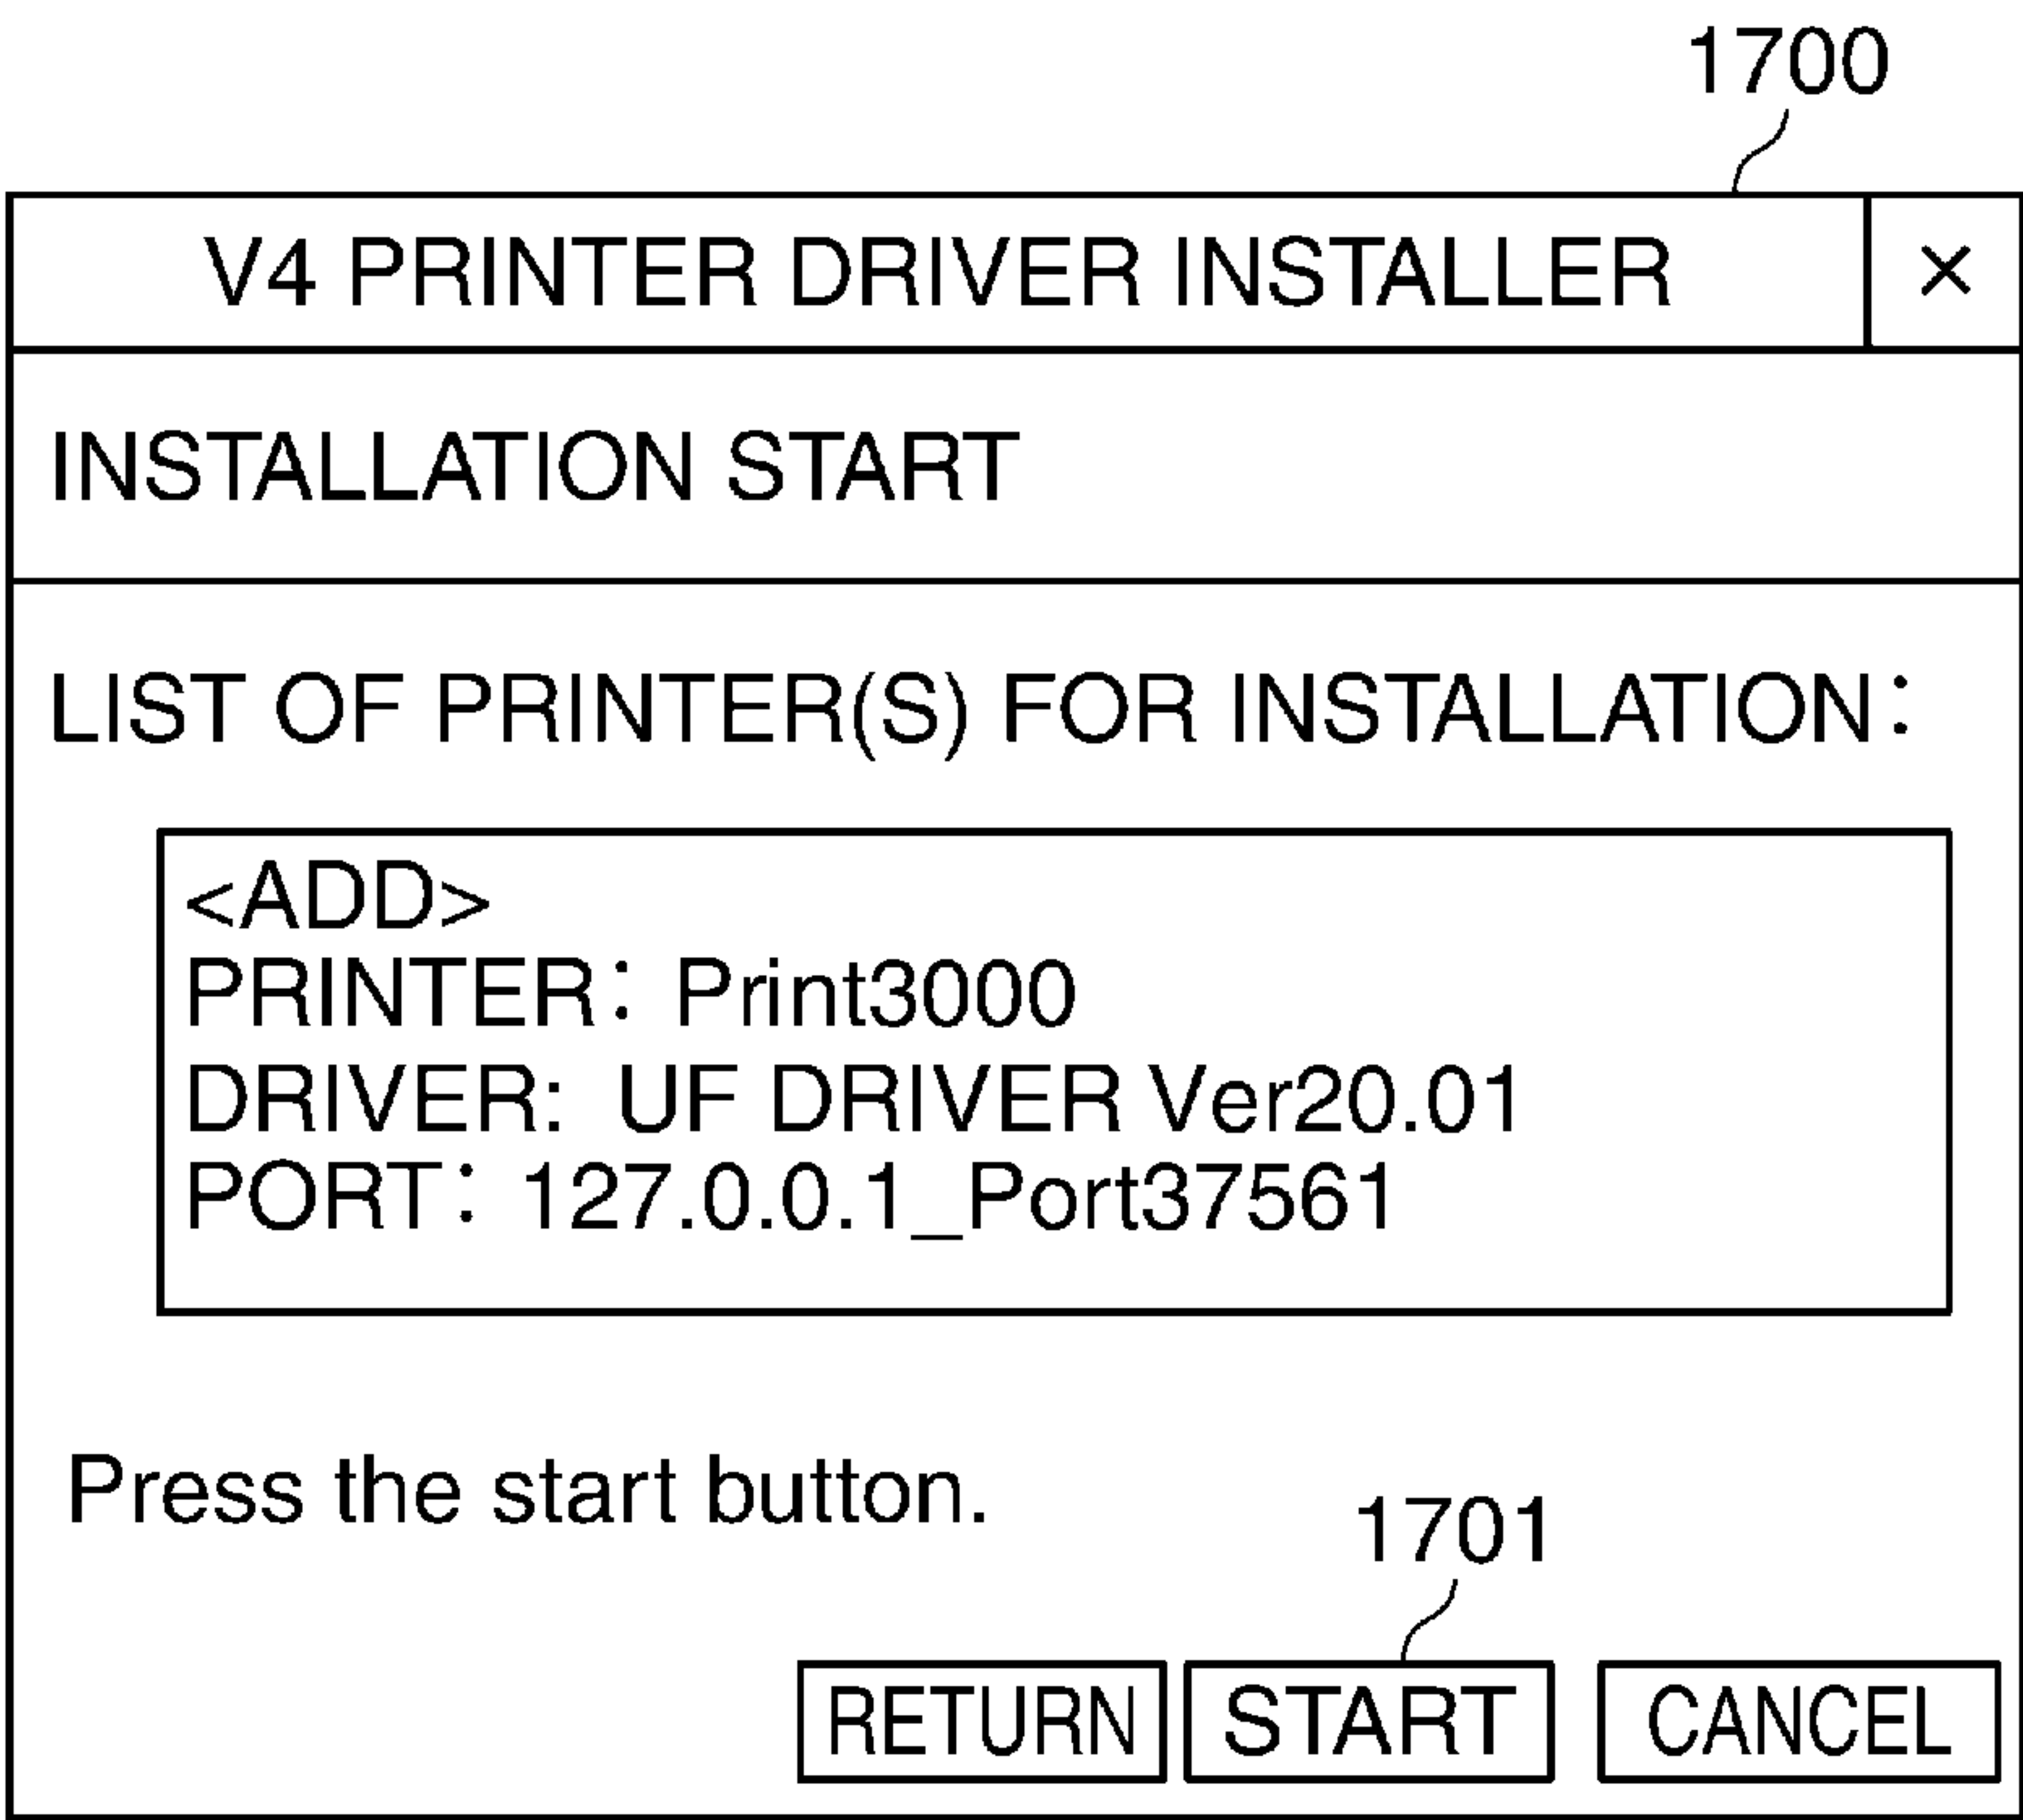 1700
V4 PRINTER DRIVER INSTALLER ×
INSTALLATION START
LIST OF PRINTER(S) FOR INSTALLATION:
<ADD>
PRINTER: Print3000
DRIVER: UF DRIVER Ver20.01
PORT: 127.0.0.1_Port37561
Press the start button.
1701
RETURN START CANCEL